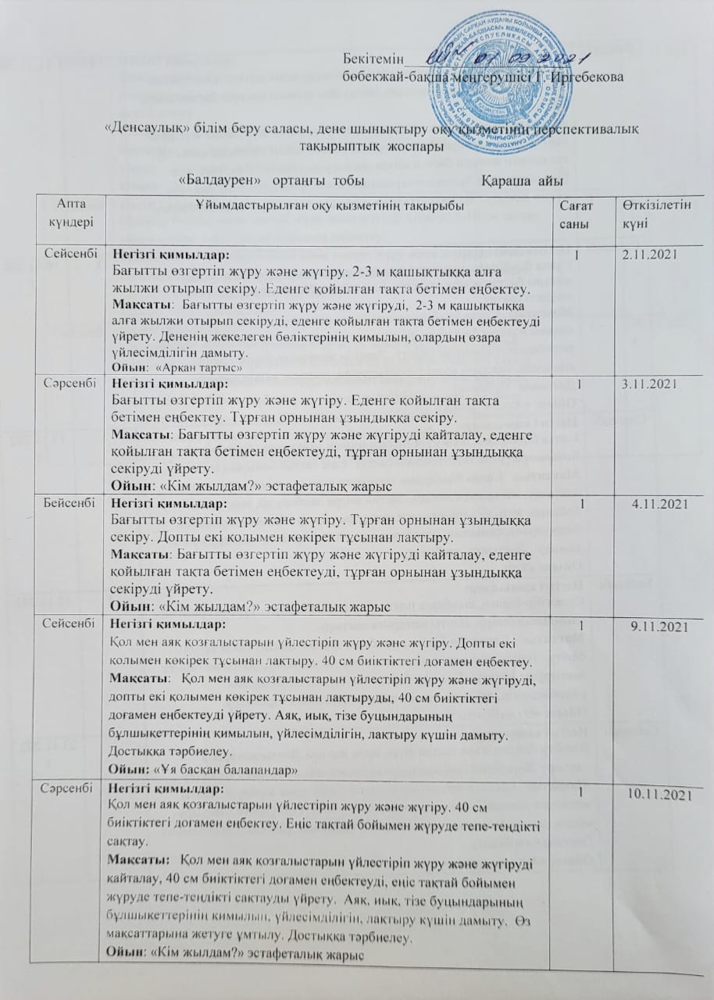 Бекітемін 07 09 2021
бөбекжай-бақша меңгерушісі Г. Иргебекова
«Денсаулық» білім беру саласы, дене шынықтыру оқу қызметінің перспективалық
тақырыптық жоспары
«Балдаурен» ортаңғы тобы Қараша айы
Апта күндері
Ұйымдастырылған оқу қызметінің тақырыбы
Сағат саны
Өткізілетін күні
Сейсенбі
Негізгі қимылдар:
Бағытты өзгертіп жүру және жүгіру. 2-3 м қашықтыққа алға
жылжи отырып секіру. Еденге қойылған тақта бетімен еңбектеу.
Мақсаты: Бағытты өзгертіп жүру және жүгіруді, 2-3 м қашықтыққа
алға жылжи отырып секіруді, еденге қойылған тақта бетімен еңбектеуді
үйрету. Дененің жекелеген бөліктерінің қимылын, олардың өзара
үйлесімділігін дамыту.
Ойын: «Арқан тартыс»
1
2.11.2021
Сәрсенбі
Негізгі қимылдар:
Бағытты өзгертіп жүру және жүгіру. Еденге қойылған тақта
бетімен еңбектеу. Тұрған орнынан ұзындыққа секіру.
Мақсаты: Бағытты өзгертіп жүру және жүгіруді қайталау, еденге
қойылған тақта бетімен еңбектеуді, тұрған орнынан ұзындыққа
секіруді үйрету.
Ойын: «Кім жылдам?» эстафеталық жарыс
1
3.11.2021
Бейсенбі
Негізгі қимылдар:
Бағытты өзгертіп жүру және жүгіру. Тұрған орнынан ұзындыққа
секіру. Допты екі қолымен көкірек тұсынан лақтыру.
Мақсаты: Бағытты өзгертіп жүру және жүгіруді қайталау, еденге
қойылған тақта бетімен еңбектеуді, тұрған орнынан ұзындыққа
секіруді үйрету.
Ойын: «Кім жылдам?» эстафеталық жарыс
1
4.11.2021
Сейсенбі
Негізгі қимылдар:
Қол мен аяқ қозғалыстарын үйлестіріп жүру және жүгіру. Допты екі
қолымен көкірек тұсынан лақтыру. 40 см биіктіктегі доғамен еңбектеу.
Мақсаты: Қол мен аяқ қозғалыстарын үйлестіріп жүру және жүгіруді,
допты екі қолымен көкірек тұсынан лақтыруды, 40 см биіктіктегі
доғамен еңбектеуді үйрету. Аяқ, иық, тізе буындарының
бұлшықеттерінің қимылын, үйлесімділігін, лақтыру күшін дамыту.
Достыққа тәрбиелеу.
Ойын: «Ұя басқан балапандар»
1
9.11.2021
Сәрсенбі
Негізгі қимылдар:
Қол мен аяқ қозғалыстарын үйлестіріп жүру және жүгіру. 40 см
биіктіктегі доғамен еңбектеу. Еңіс тақтай бойымен жүруде тепе-теңдікті
сақтау.
Мақсаты: Қол мен аяқ қозғалыстарын үйлестіріп жүру және жүгіруді
қайталау, 40 см биіктіктегі доғамен еңбектеуді, еңіс тақтай бойымен
жүруде тепе-теңдікті сақтауды үйрету. Аяқ, иық, тізе буындарының
бұлшықеттерінің қимылын, үйлесімділігін, лақтыру күшін дамыту. Өз
мақсаттарына жетуге ұмтылу. Достыққа тәрбиелеу.
Ойын: «Кім жылдам?» эстафеталық жарыс
1
10.11.2021